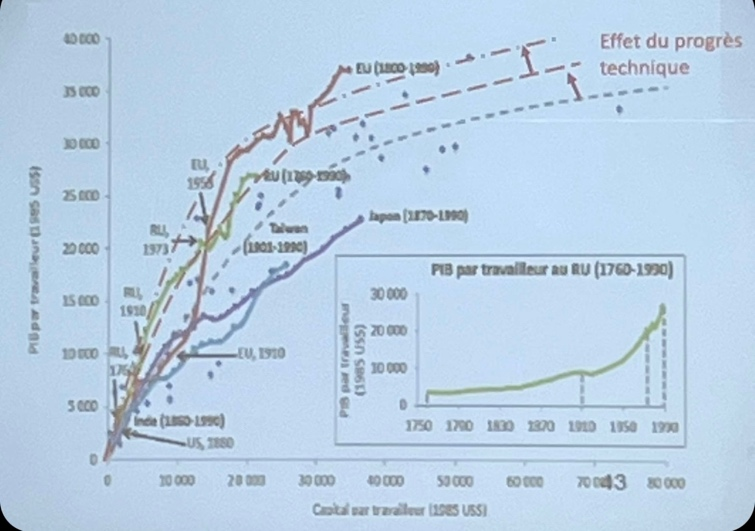 Effet du progrès
technique
40 000
35 000
30 000
25 000
20 000
15 000
10 000
5 000
0
PIB par travailleur (1985 US$)
EU (1800-1990)
EU,
RU (1760-1990)
RU,
1973
Taiwan
(1901-1990)
Japon (1870-1990)
RU,
1910
RU,
EU, 1910
Inde (1860-1990)
US, 1880
PIB par travailleur au RU (1760-1990)
PIB par travailleur
(1985 US$)
30 000
20 000
10 000
0
1750 1790 1830 1870 1910 1950 1990
0 10 000 20 000 30 000 40 000 50 000 60 000 43 80 000
Capital par travailleur (1985 US$)